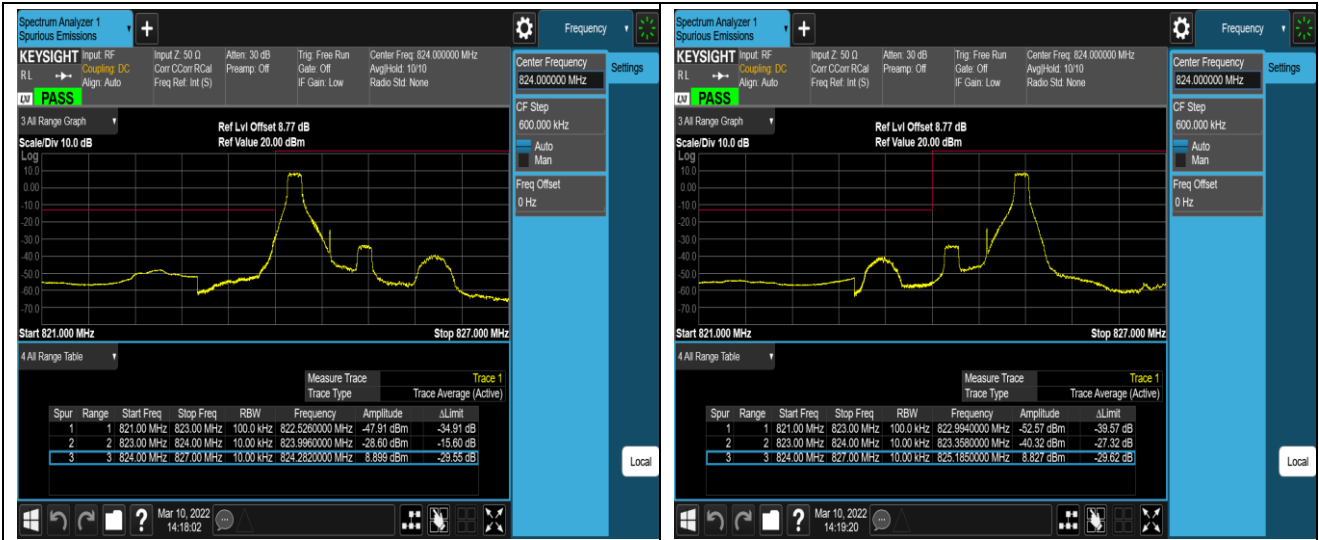 Spectrum Analyzer 1
Spurious Emissions
Frequency
KEYSIGHT Input: RF Input Z: 50 Ω Atten: 30 dB Trig: Free Run Center Freq: 824.000000 MHz
Coupling: DC Corr CCorr RCal Preamp: Off Gate: Off Avg|Hold: 10/10
R L Align: Auto Freq Ref: Int (S) IF Gain: Low Radio Std: None
PASS
3 All Range Graph
Ref Lvl Offset 8.77 dB
Scale/Div 10.0 dB Ref Value 20.00 dBm
Log
10.0
0.00
-10.0
-20.0
-30.0
-40.0
-50.0
-60.0
-70.0
Start 821.000 MHz Stop 827.000 MHz
4 All Range Table
Measure Trace Trace 1
Trace Type Trace Average (Active)
Spur Range Start Freq Stop Freq RBW Frequency Amplitude ΔLimit
1 1 821.00 MHz 823.00 MHz 100.0 kHz 822.5260000 MHz -47.91 dBm -34.91 dB
2 2 823.00 MHz 824.00 MHz 10.00 kHz 823.9960000 MHz -28.60 dBm -15.60 dB
3 3 824.00 MHz 827.00 MHz 10.00 kHz 824.2820000 MHz 8.899 dBm -29.55 dB
Center Frequency
824.000000 MHz
Settings
CF Step
600.000 kHz
Auto
Man
Freq Offset
0 Hz
Local
Mar 10, 2022
14:18:02
Spectrum Analyzer 1
Spurious Emissions
Frequency
KEYSIGHT Input: RF Input Z: 50 Ω Atten: 30 dB Trig: Free Run Center Freq: 824.000000 MHz
Coupling: DC Corr CCorr RCal Preamp: Off Gate: Off Avg|Hold: 10/10
R L Align: Auto Freq Ref: Int (S) IF Gain: Low Radio Std: None
PASS
3 All Range Graph
Ref Lvl Offset 8.77 dB
Scale/Div 10.0 dB Ref Value 20.00 dBm
Log
10.0
0.00
-10.0
-20.0
-30.0
-40.0
-50.0
-60.0
-70.0
Start 821.000 MHz Stop 827.000 MHz
4 All Range Table
Measure Trace Trace 1
Trace Type Trace Average (Active)
Spur Range Start Freq Stop Freq RBW Frequency Amplitude ΔLimit
1 1 821.00 MHz 823.00 MHz 100.0 kHz 822.9940000 MHz -52.57 dBm -39.57 dB
2 2 823.00 MHz 824.00 MHz 10.00 kHz 823.3580000 MHz -40.32 dBm -27.32 dB
3 3 824.00 MHz 827.00 MHz 10.00 kHz 825.1850000 MHz 8.827 dBm -29.62 dB
Center Frequency
824.000000 MHz
Settings
CF Step
600.000 kHz
Auto
Man
Freq Offset
0 Hz
Local
Mar 10, 2022
14:19:20